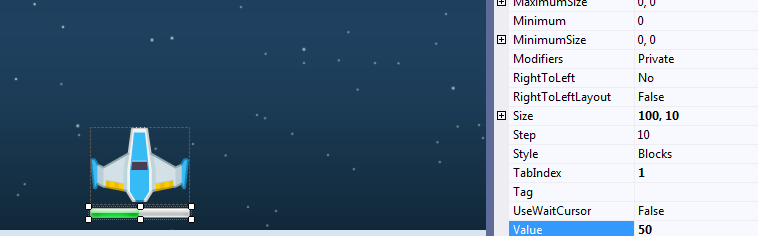 MaximumSize 0, 0
Minimum 0
MinimumSize 0, 0
Modifiers Private
RightToLeft No
RightToLeftLayout False
Size 100, 10
Step 10
Style Blocks
TabIndex 1
Tag
UseWaitCursor False
Value 50